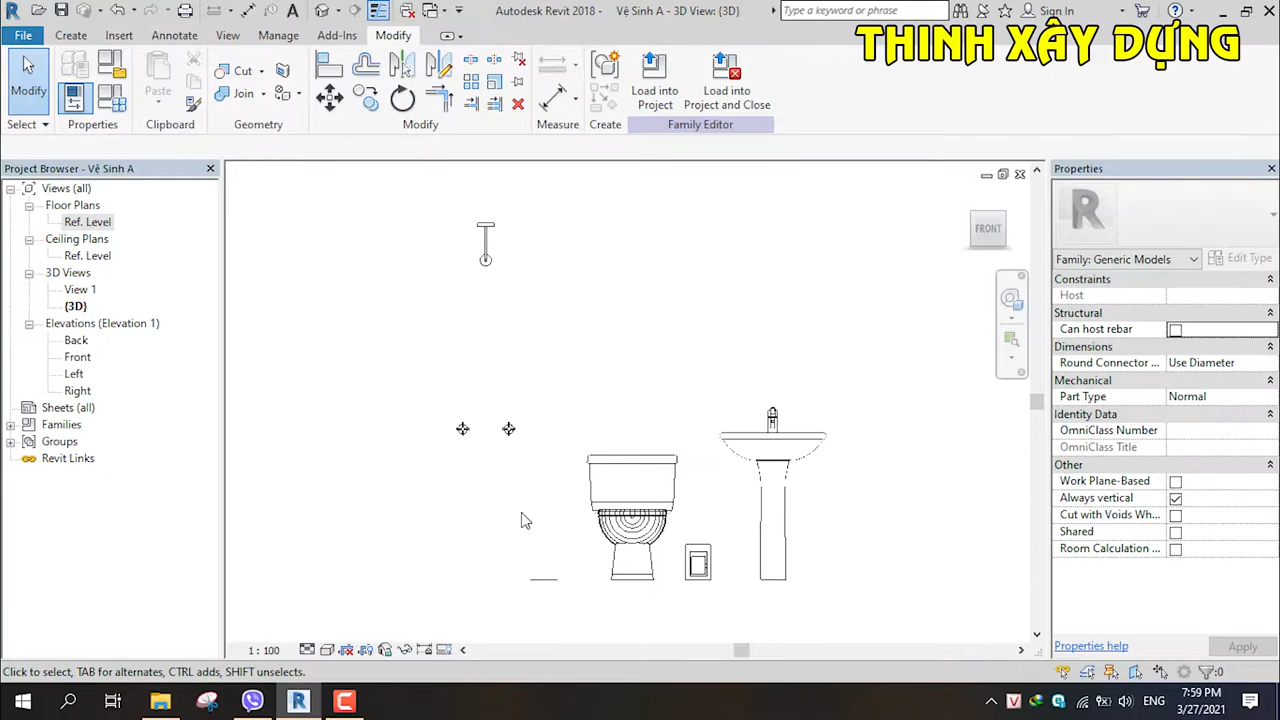 Autodesk Revit 2018 - Vệ Sinh A - 3D View: {3D}
Type a keyword or phrase
Sign In
THINH XÂY DỰNG
File Create Insert Annotate View Manage Add-Ins Modify
Modify
Paste
Cut
Join
Load into
Project
Load into
Project and Close
Select Properties Clipboard Geometry Modify Measure Create Family Editor
Project Browser - Vệ Sinh A
Views (all)
Floor Plans
Ref. Level
Ceiling Plans
Ref. Level
3D Views
View 1
{3D}
Elevations (Elevation 1)
Back
Front
Left
Right
Sheets (all)
Families
Groups
Revit Links
FRONT
Properties
R
Family: Generic Models
Edit Type
Constraints
Host
Structural
Can host rebar
Dimensions
Round Connector ... Use Diameter
Mechanical
Part Type Normal
Identity Data
OmniClass Number
OmniClass Title
Other
Work Plane-Based
Always vertical
Cut with Voids Wh...
Shared
Room Calculation ...
Properties help
Apply
1 : 100
Click to select, TAB for alternates, CTRL adds, SHIFT unselects.
:0
ENG
7:59 PM
3/27/2021